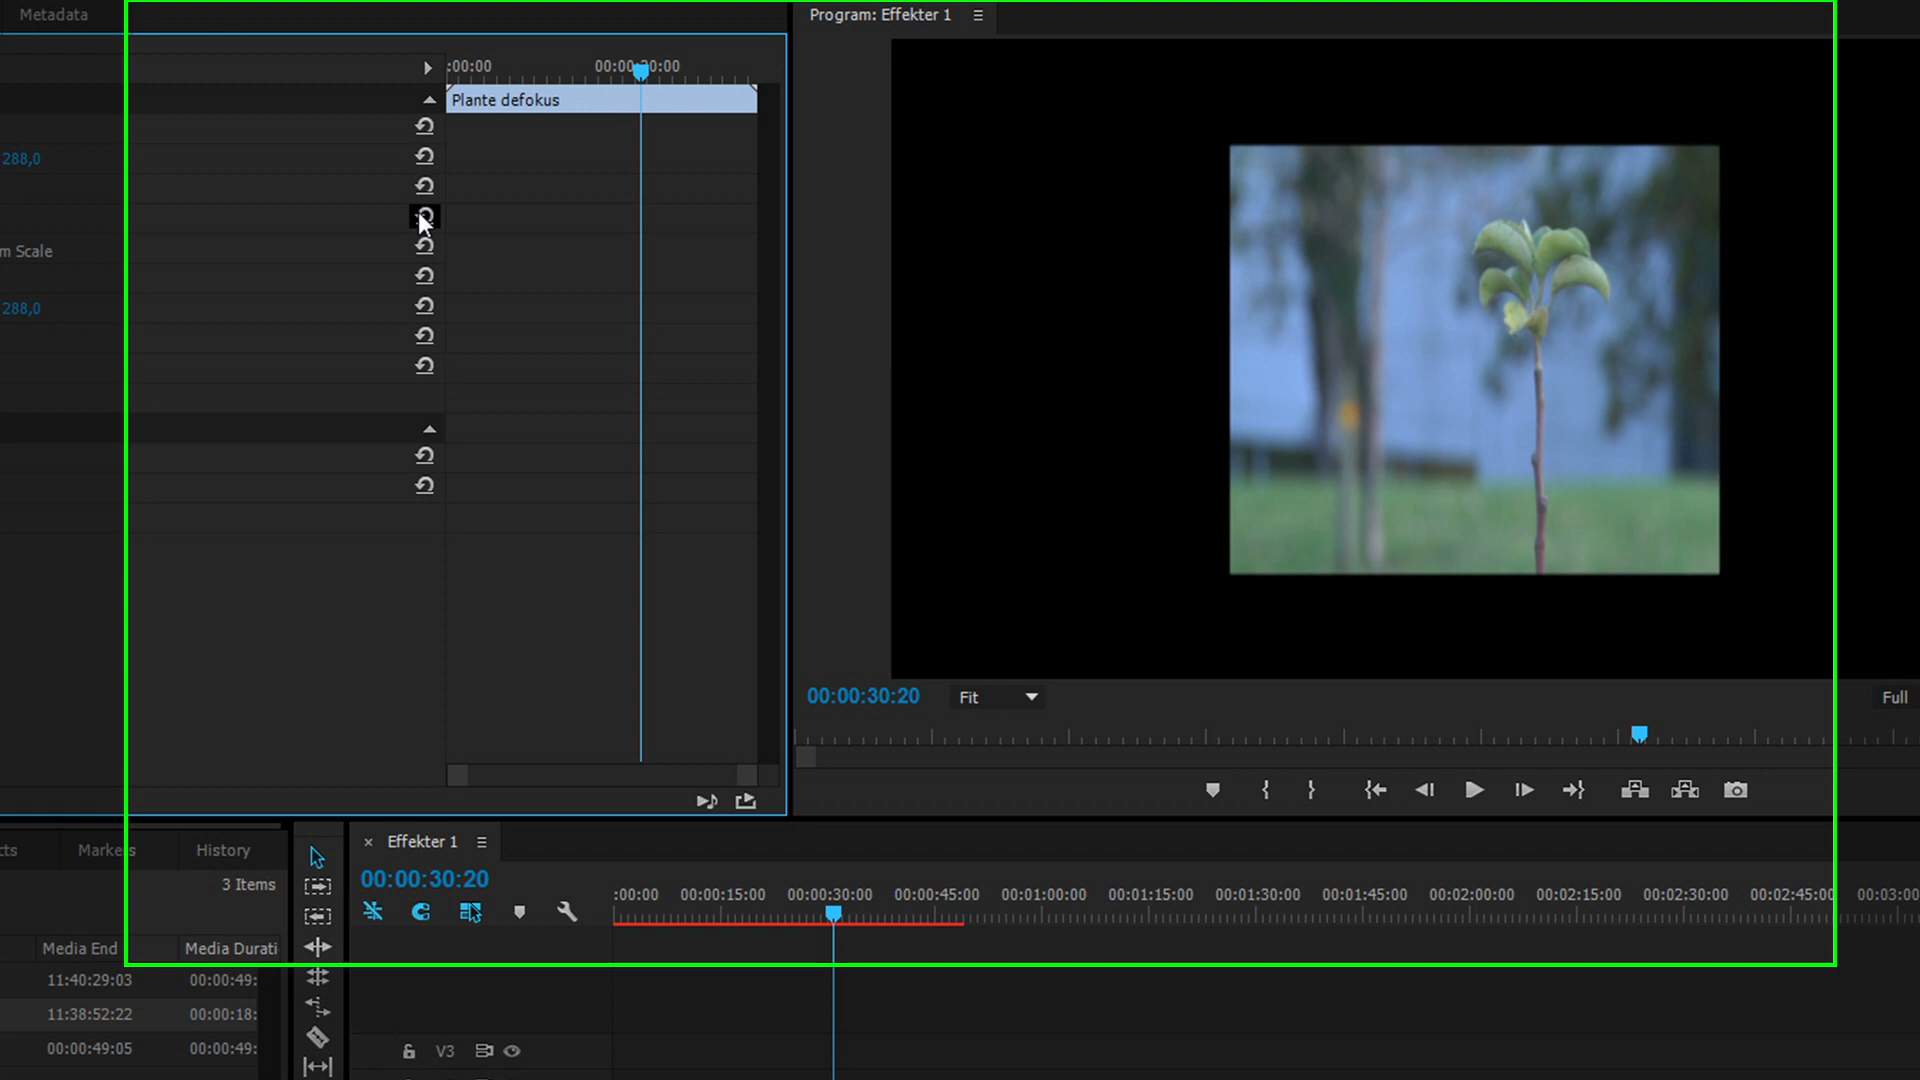 Metadata
Program: Effekter 1
:00:00
Plante defokus
288,0
m Scale
288,0
00:00:30:20
Fit
Full
cts
Markers
History
3 Items
Media End
Media Durati
11:40:29:03
00:00:49:
11:38:52:22
00:00:18:
00:00:49:05
00:00:49:
Effekter 1
00:00:30:20
:00:00
00:00:15:00
00:00:30:00
00:00:45:00
00:01:00:00
00:01:15:00
00:01:30:00
00:01:45:00
00:02:00:00
00:02:15:00
00:02:30:00
00:02:45:00
00:03:00
V3